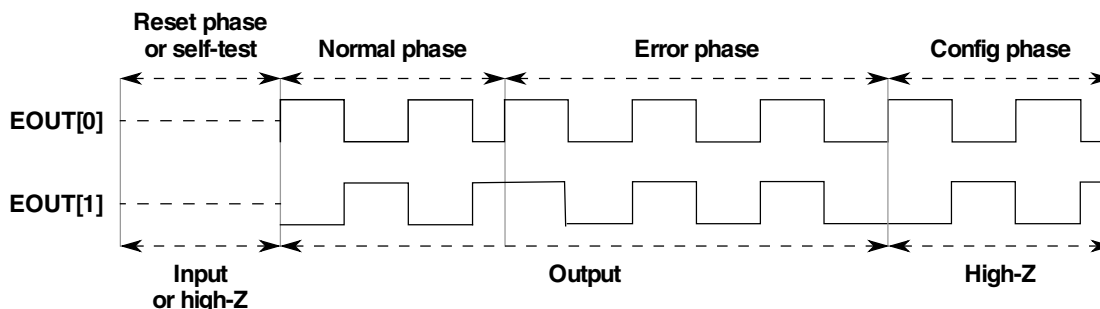 Reset phase
or self-test
Normal phase
Error phase
Config phase
EOUT[0]
EOUT[1]
Input
or high-Z
Output
High-Z